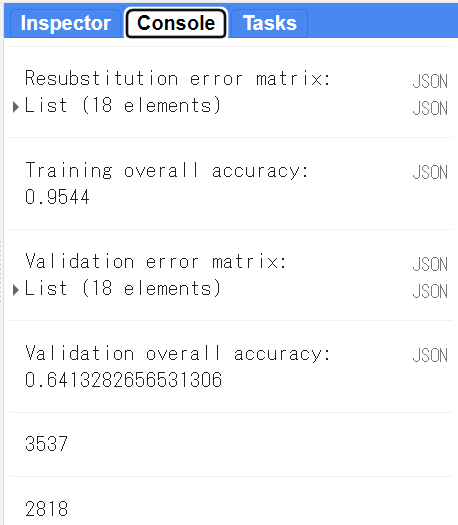 Inspector Console Tasks
Resubstitution error matrix: JSON
List (18 elements) JSON
Training overall accuracy: JSON
0.9544
Validation error matrix: JSON
List (18 elements) JSON
Validation overall accuracy: JSON
0.6413282656531306
3537
2818